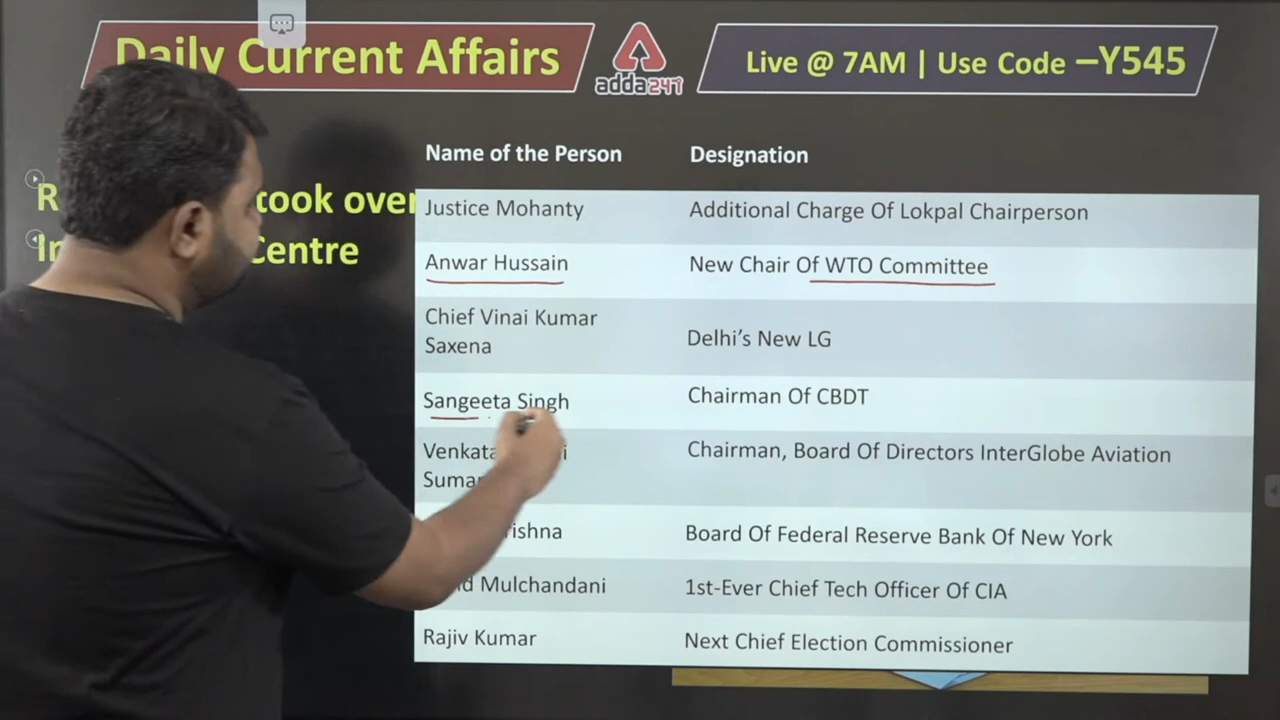 Daily Current Affairs
adda247
Live @ 7AM | Use Code –Y545
took over
Centre
Name of the Person Designation
Justice Mohanty Additional Charge Of Lokpal Chairperson
Anwar Hussain New Chair Of WTO Committee
Chief Vinai Kumar
Saxena
Delhi's New LG
Sangeeta Singh Chairman Of CBDT
Chairman, Board Of Directors InterGlobe Aviation
Board Of Federal Reserve Bank Of New York
Mulchandani 1st-Ever Chief Tech Officer Of CIA
Rajiv Kumar Next Chief Election Commissioner